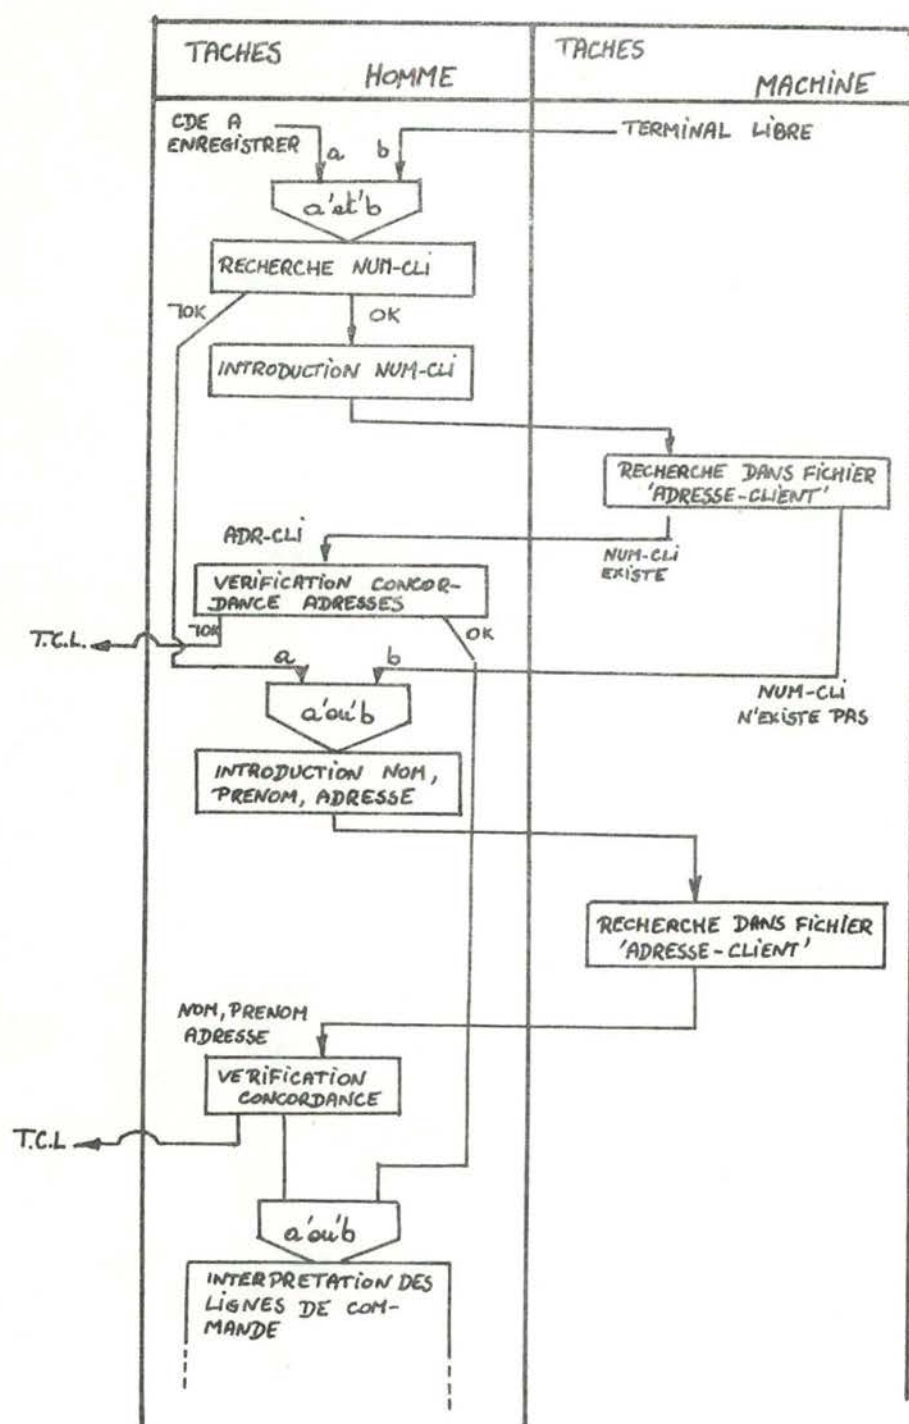 TACHES
HOMME
TACHES
MACHINE
CDE A
ENREGISTRER
a
b
TERMINAL LIBRE
a'et'b
RECHERCHE NUM-CLI
¬OK
OK
INTRODUCTION NUM-CLI
RECHERCHE DANS FICHIER
'ADRESSE-CLIENT'
ADR-CLI
NUM-CLI
EXISTE
VERIFICATION CONCOR-
DANCE ADRESSES
T.C.L.
¬OK
OK
a
b
NUM-CLI
N'EXISTE PAS
a'ou'b
INTRODUCTION NOM,
PRENOM, ADRESSE
RECHERCHE DANS FICHIER
'ADRESSE-CLIENT'
NOM, PRENOM
ADRESSE
VERIFICATION
CONCORDANCE
T.C.L
a'ou'b
INTERPRETATION DES
LIGNES DE COM-
MANDE